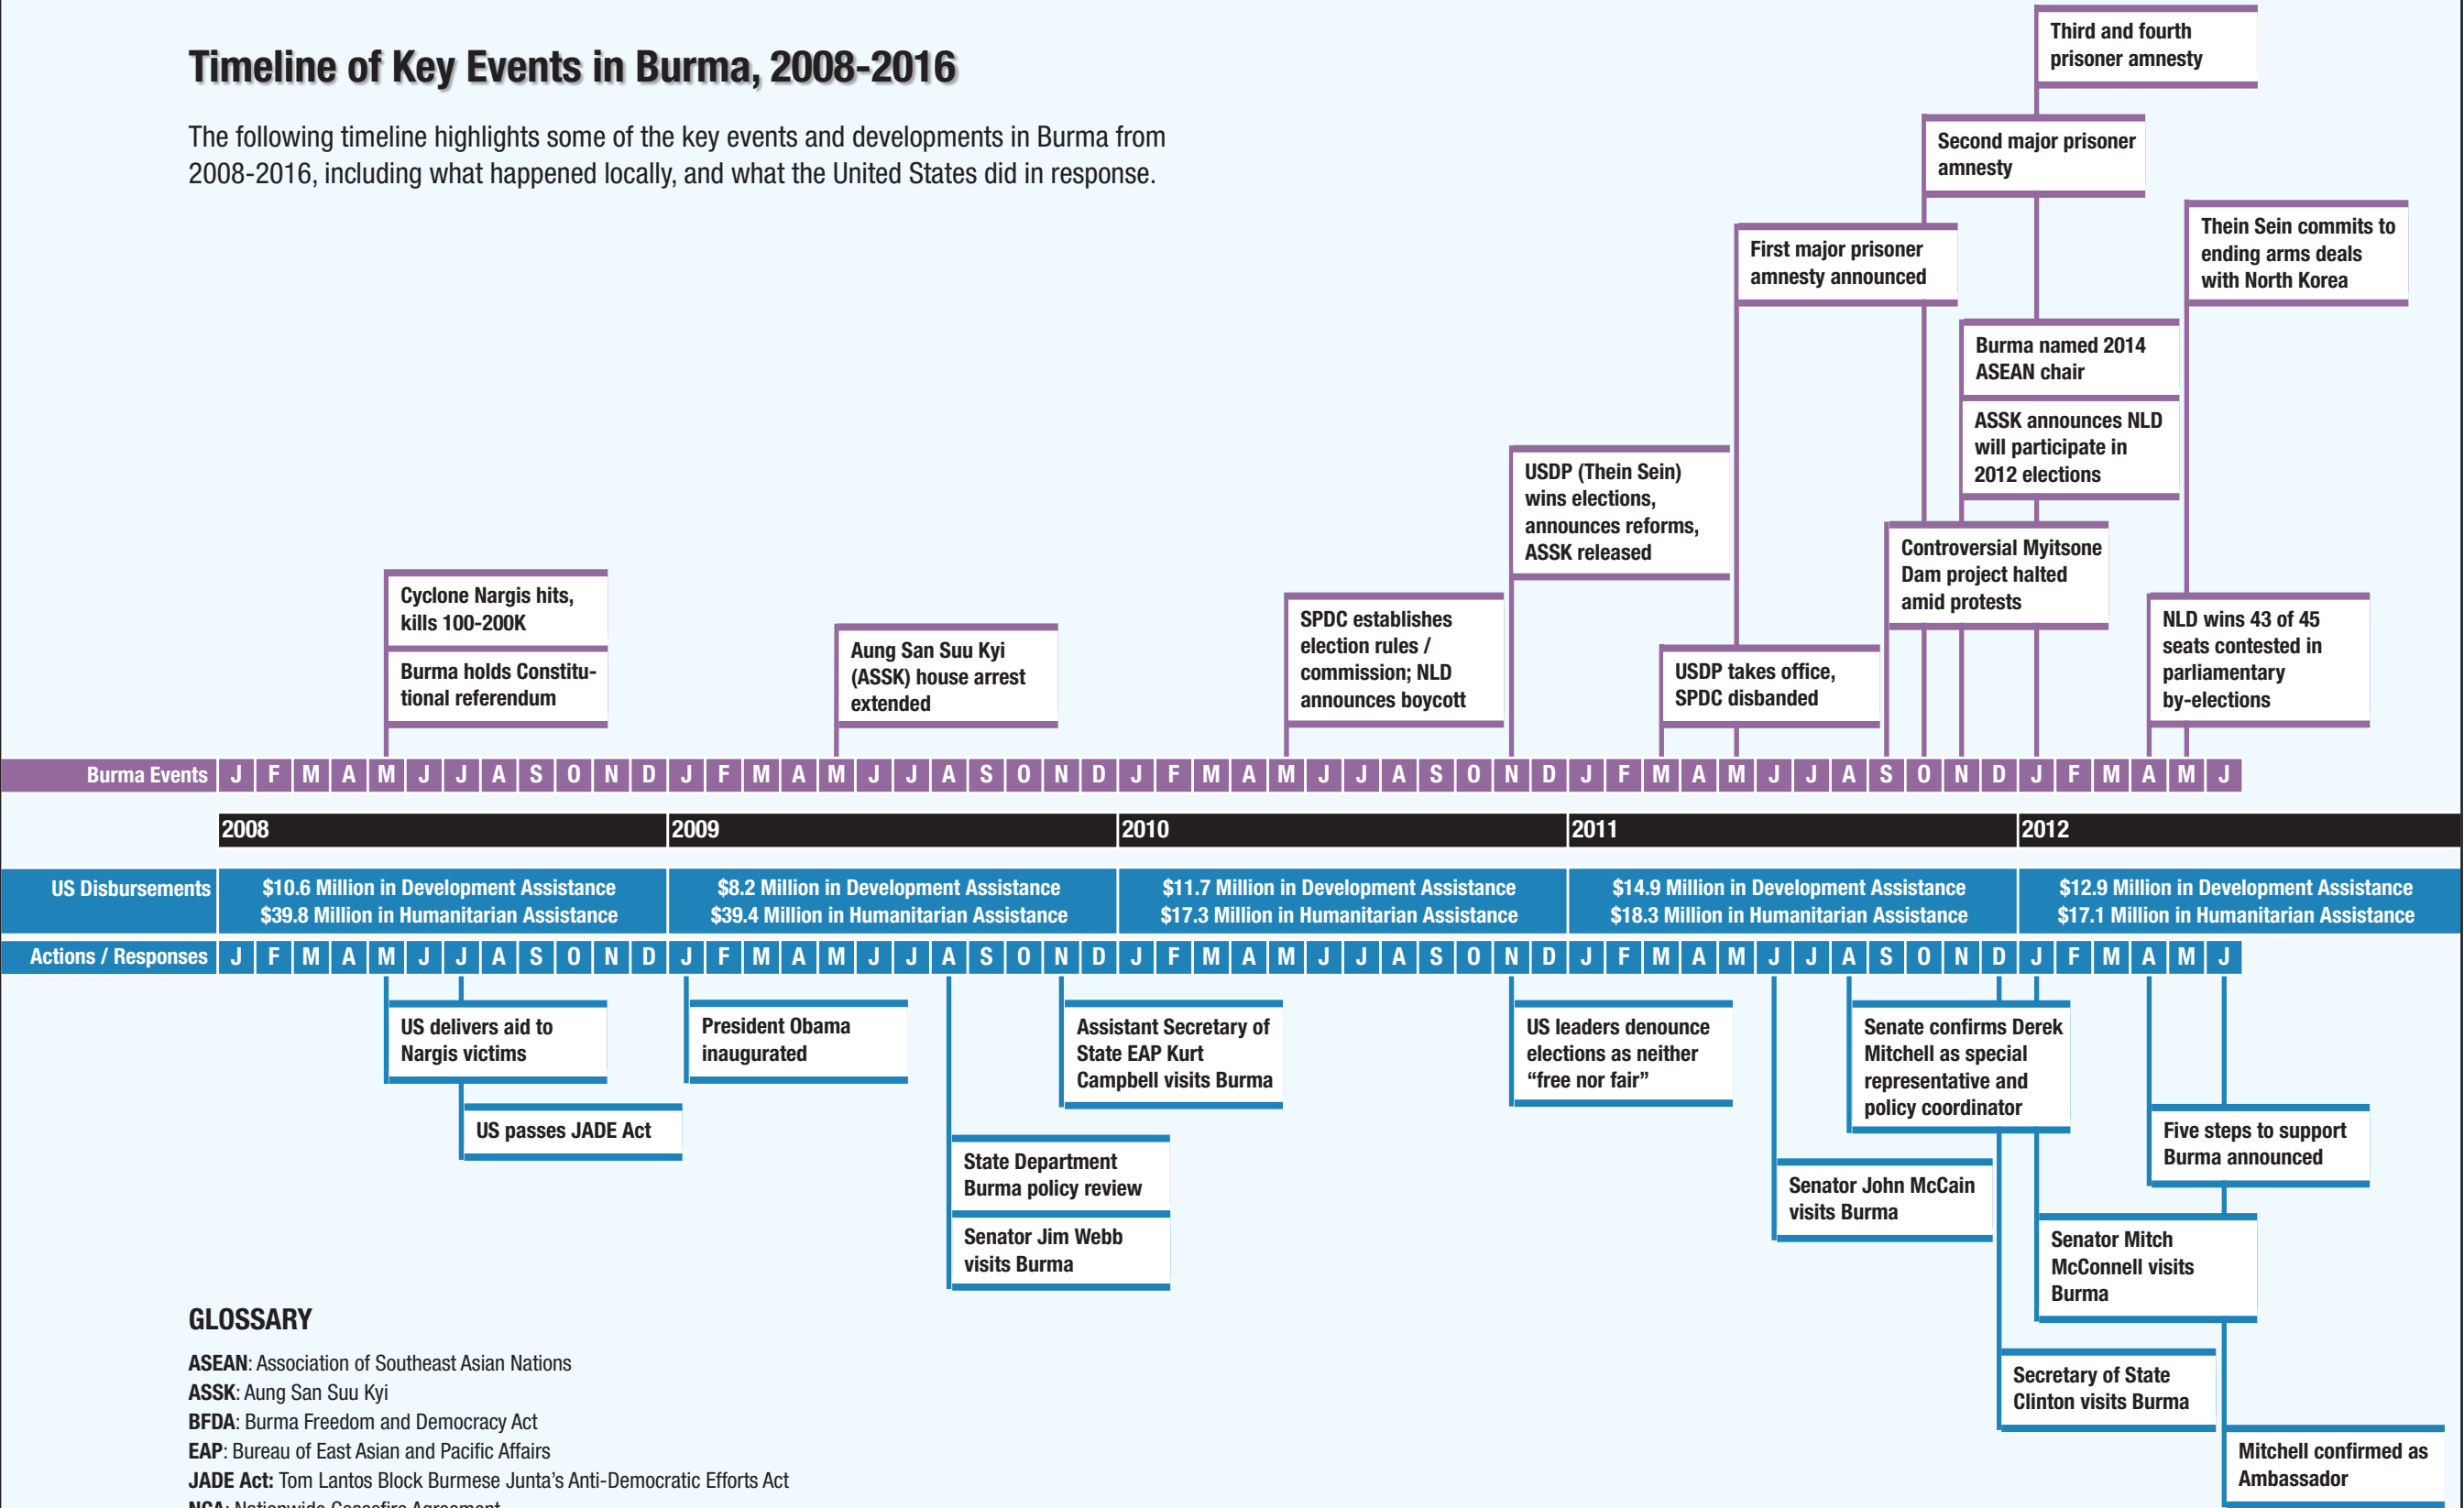 Timeline of Key Events in Burma, 2008-2016
The following timeline highlights some of the key events and developments in Burma from
2008-2016, including what happened locally, and what the United States did in response.
Third and fourth
prisoner amnesty
Second major prisoner
amnesty
Thein Sein commits to
ending arms deals
with North Korea
First major prisoner
amnesty announced
Burma named 2014
ASEAN chair
ASSK announces NLD
will participate in
2012 elections
USDP (Thein Sein)
wins elections,
announces reforms,
ASSK released
Controversial Myitsone
Dam project halted
amid protests
Cyclone Nargis hits,
kills 100-200K
Burma holds Constitu-
tional referendum
Aung San Suu Kyi
(ASSK) house arrest
extended
SPDC establishes
election rules /
commission; NLD
announces boycott
USDP takes office,
SPDC disbanded
NLD wins 43 of 45
seats contested in
parliamentary
by-elections
Burma Events J F M A M J J A S O N D J F M A M J J A S O N D J F M A M J J A S O N D J F M A M J J A S O N D J F M A M J
2008 2009 2010 2011 2012
US Disbursements
$10.6 Million in Development Assistance
$39.8 Million in Humanitarian Assistance
$8.2 Million in Development Assistance
$39.4 Million in Humanitarian Assistance
$11.7 Million in Development Assistance
$17.3 Million in Humanitarian Assistance
$14.9 Million in Development Assistance
$18.3 Million in Humanitarian Assistance
$12.9 Million in Development Assistance
$17.1 Million in Humanitarian Assistance
Actions / Responses J F M A M J J A S O N D J F M A M J J A S O N D J F M A M J J A S O N D J F M A M J J A S O N D J F M A M J
US delivers aid to
Nargis victims
US passes JADE Act
President Obama
inaugurated
State Department
Burma policy review
Senator Jim Webb
visits Burma
Assistant Secretary of
State EAP Kurt
Campbell visits Burma
US leaders denounce
elections as neither
“free nor fair”
Senator John McCain
visits Burma
Senate confirms Derek
Mitchell as special
representative and
policy coordinator
Five steps to support
Burma announced
Senator Mitch
McConnell visits
Burma
Secretary of State
Clinton visits Burma
Mitchell confirmed as
Ambassador
GLOSSARY
ASEAN: Association of Southeast Asian Nations
ASSK: Aung San Suu Kyi
BFDA: Burma Freedom and Democracy Act
EAP: Bureau of East Asian and Pacific Affairs
JADE Act: Tom Lantos Block Burmese Junta’s Anti-Democratic Efforts Act
NCA: Nationwide Ceasefire Agreement